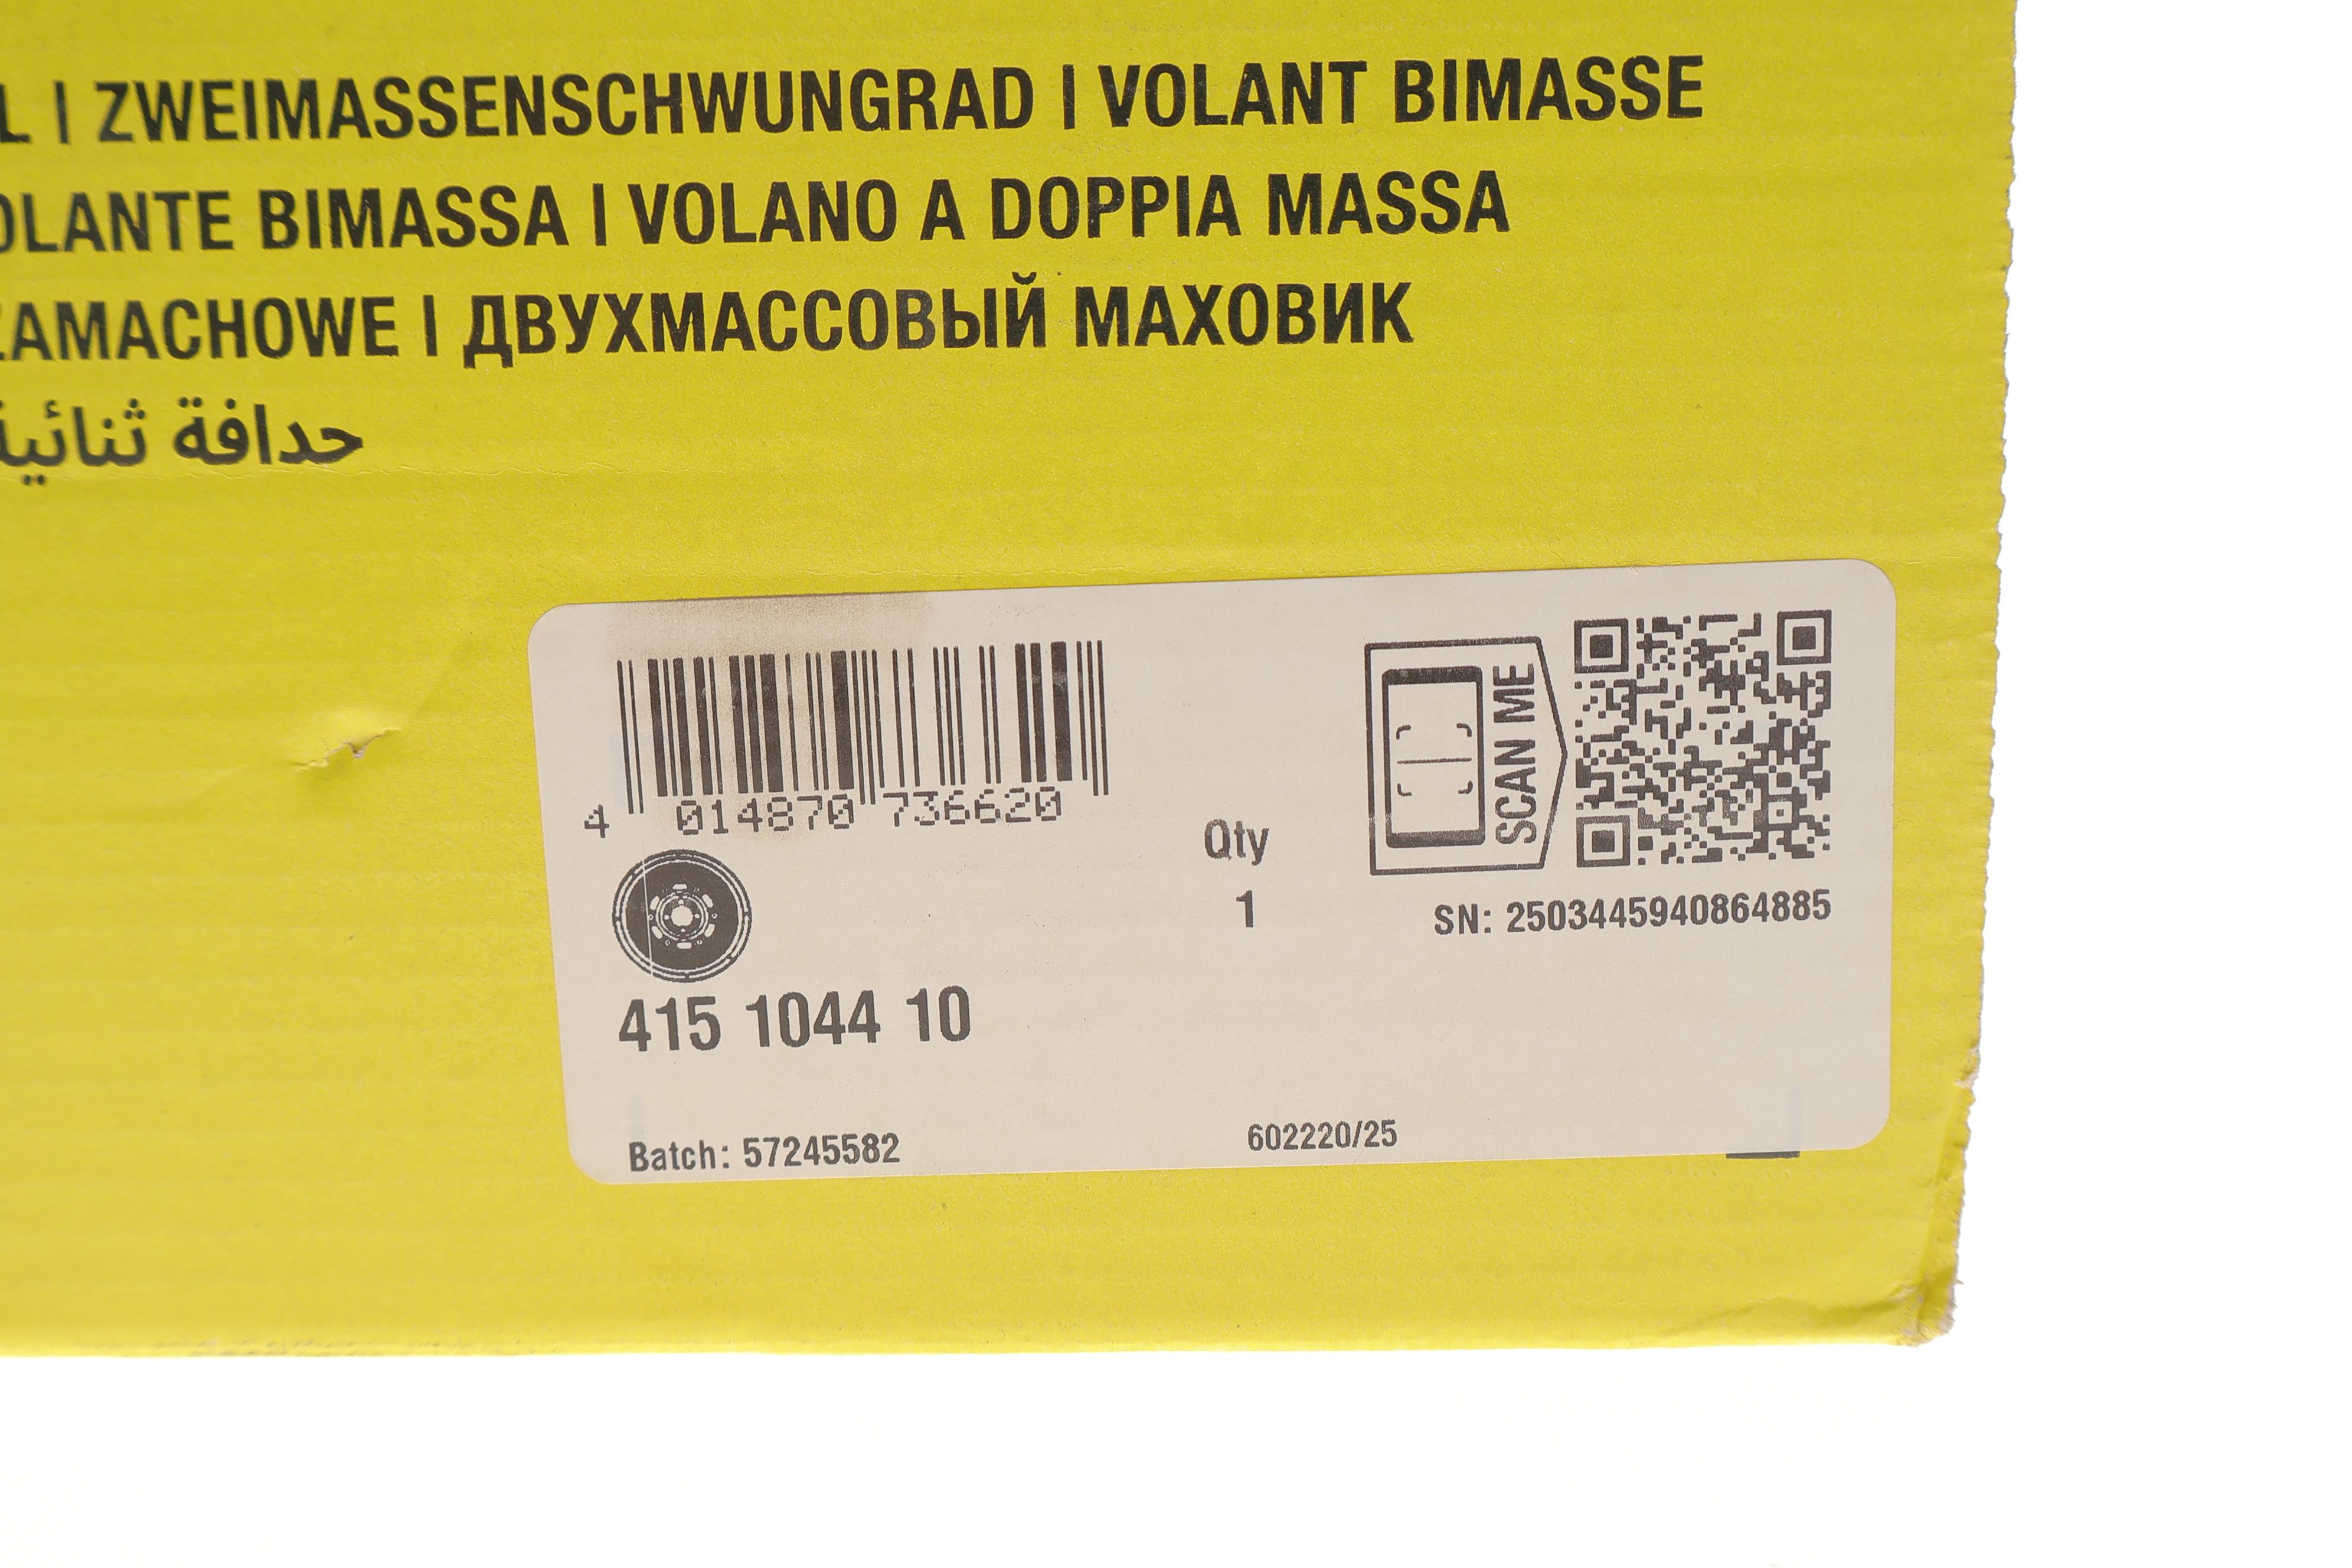 L | ZWEIMASSENSCHWUNGRAD | VOLANT BIMASSE
OLANTE BIMASSA | VOLANO A DOPPIA MASSA
ZAMACHOWE | ДВУХМАССОВЫЙ МАХОВИК
حدافة ثنائية
4 014870 736620
SCAN ME
Qty
1
SN: 2503445940864885
415 1044 10
Batch: 57245582
602220/25